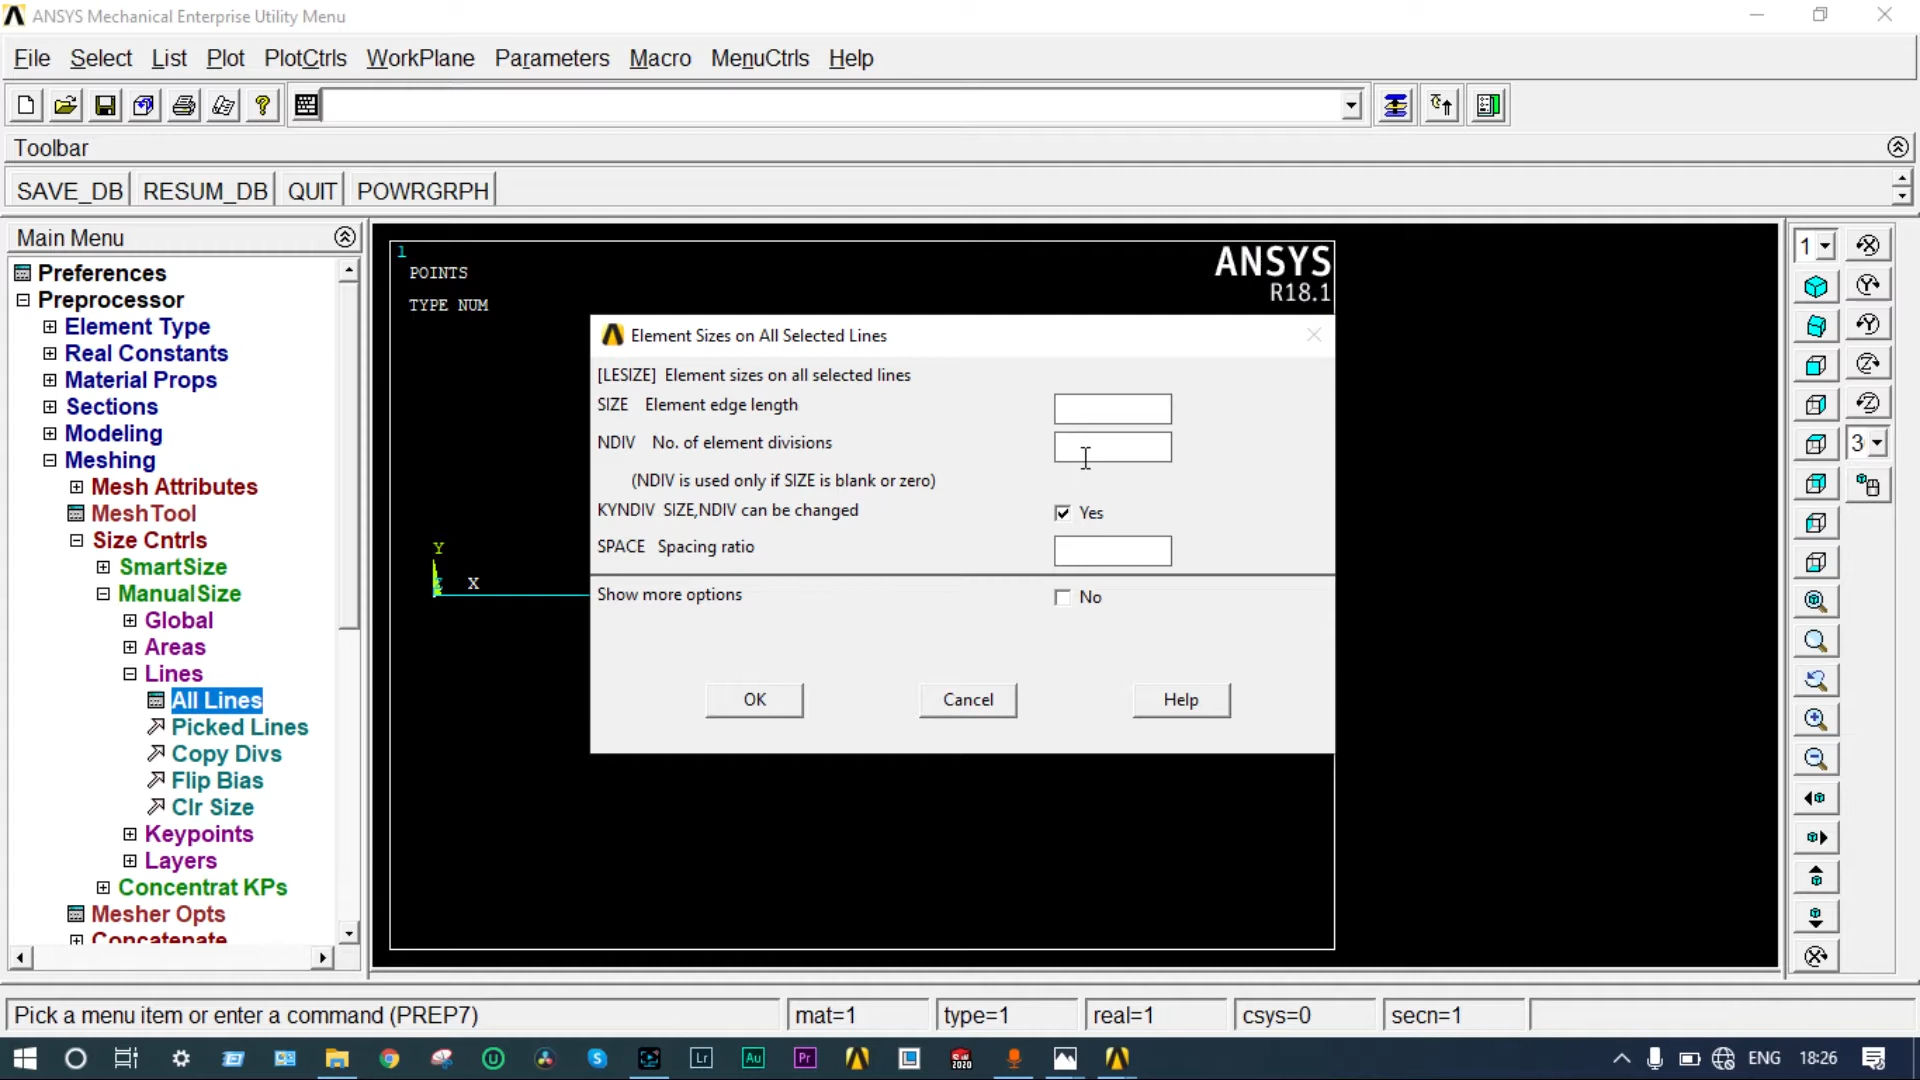 ANSYS Mechanical Enterprise Utility Menu
File Select List Plot PlotCtrls WorkPlane Parameters Macro MenuCtrls Help
Toolbar
SAVE_DB RESUM_DB QUIT POWRGRPH
Main Menu
Preferences
Preprocessor
Element Type
Real Constants
Material Props
Sections
Modeling
Meshing
Mesh Attributes
MeshTool
Size Cntrls
SmartSize
ManualSize
Global
Areas
Lines
All Lines
Picked Lines
Copy Divs
Flip Bias
Clr Size
Keypoints
Layers
Concentrat KPs
Mesher Opts
Concatenate
1
POINTS
TYPE NUM
ANSYS
R18.1
Y
X
Element Sizes on All Selected Lines
[LESIZE] Element sizes on all selected lines
SIZE Element edge length
NDIV No. of element divisions
(NDIV is used only if SIZE is blank or zero)
KYNDIV SIZE,NDIV can be changed Yes
SPACE Spacing ratio
Show more options No
OK Cancel Help
1
3
Pick a menu item or enter a command (PREP7) mat=1 type=1 real=1 csys=0 secn=1
Lr Au Pr 2020 ENG 18:26